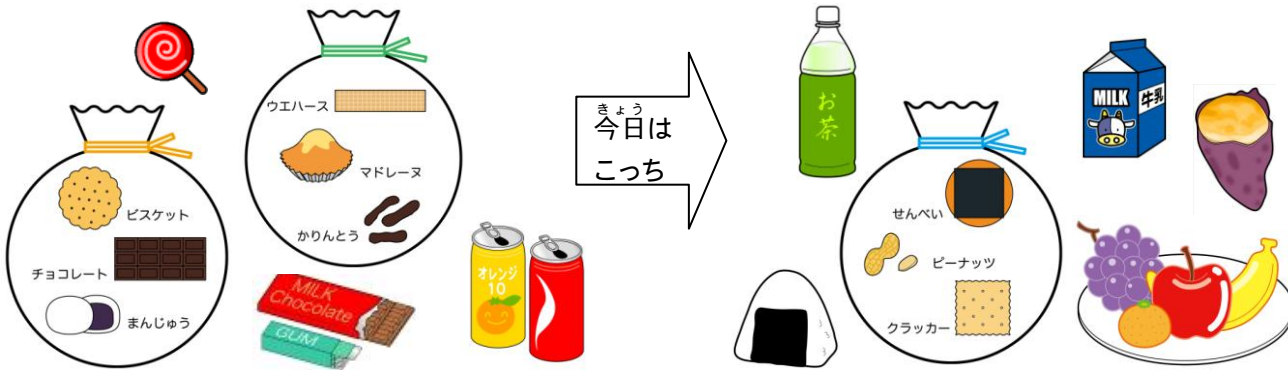 ビスケット
チョコレート
まんじゅう
ウエハース
マドレーヌ
かりんとう
MILK
Chocolate
GUM
オレンジ
10
きょう
今日は
こっち
お茶
せんべい
ピーナッツ
クラッカー
MILK
牛乳